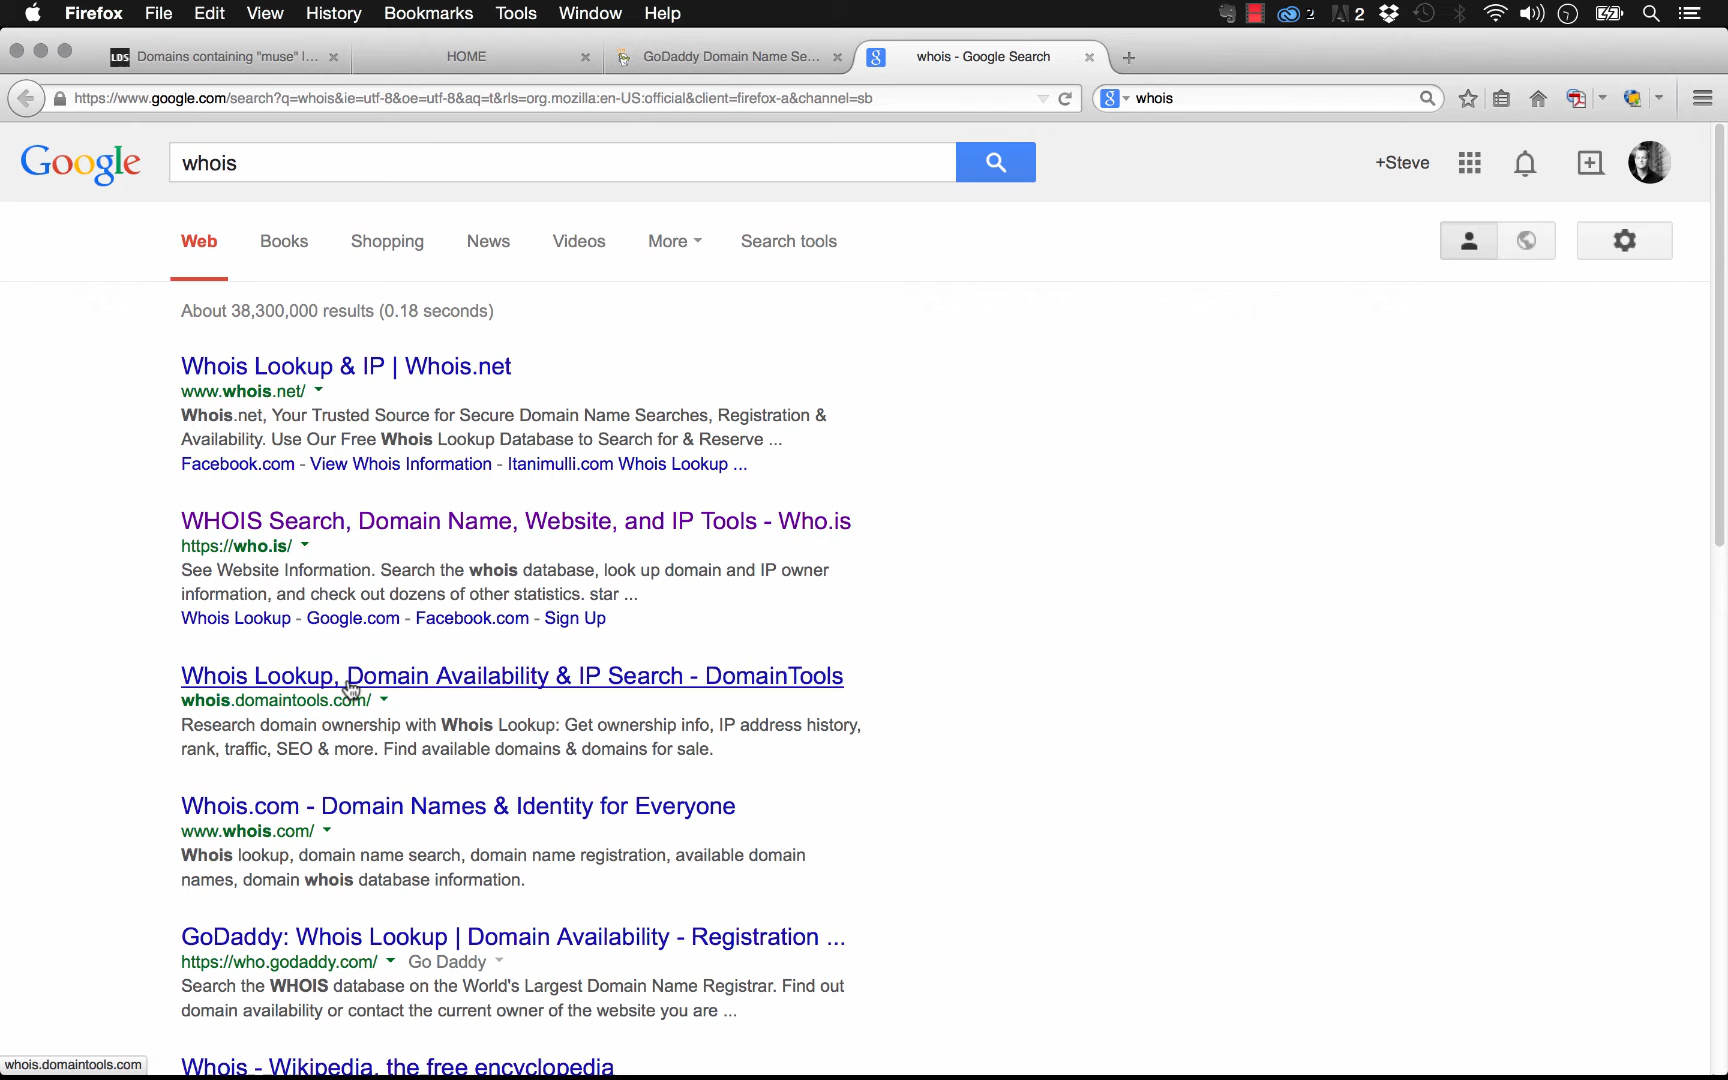 Firefox File Edit View History Bookmarks Tools Window Help 2 2
LDS Domains containing "muse" l... HOME GoDaddy Domain Name Se... whois - Google Search
https://www.google.com/search?q=whois&ie=utf-8&oe=utf-8&aq=t&rls=org.mozilla:en-US:official&client=firefox-a&channel=sb whois
Google whois +Steve
Web Books Shopping News Videos More Search tools
About 38,300,000 results (0.18 seconds)
Whois Lookup & IP | Whois.net
www.whois.net/
Whois.net, Your Trusted Source for Secure Domain Name Searches, Registration &
Availability. Use Our Free Whois Lookup Database to Search for & Reserve ...
Facebook.com - View Whois Information - Itanimulli.com Whois Lookup ...
WHOIS Search, Domain Name, Website, and IP Tools - Who.is
https://who.is/
See Website Information. Search the whois database, look up domain and IP owner
information, and check out dozens of other statistics. star ...
Whois Lookup - Google.com - Facebook.com - Sign Up
Whois Lookup, Domain Availability & IP Search - DomainTools
whois.domaintools.com/
Research domain ownership with Whois Lookup: Get ownership info, IP address history,
rank, traffic, SEO & more. Find available domains & domains for sale.
Whois.com - Domain Names & Identity for Everyone
www.whois.com/
Whois lookup, domain name search, domain name registration, available domain
names, domain whois database information.
GoDaddy: Whois Lookup | Domain Availability - Registration ...
https://who.godaddy.com/ Go Daddy
Search the WHOIS database on the World's Largest Domain Name Registrar. Find out
domain availability or contact the current owner of the website you are ...
Whois - Wikipedia, the free encyclopedia
whois.domaintools.com